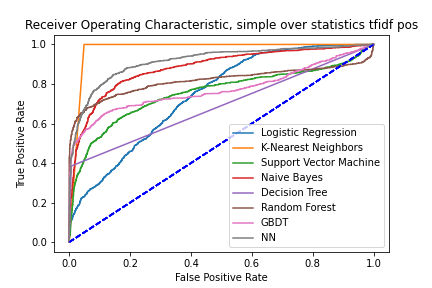 Receiver Operating Characteristic, simple over statistics tfidf pos
1.0
0.8
0.6
0.4
0.2
0.0
True Positive Rate
Logistic Regression
K-Nearest Neighbors
Support Vector Machine
Naive Bayes
Decision Tree
Random Forest
GBDT
NN
0.0 0.2 0.4 0.6 0.8 1.0
False Positive Rate